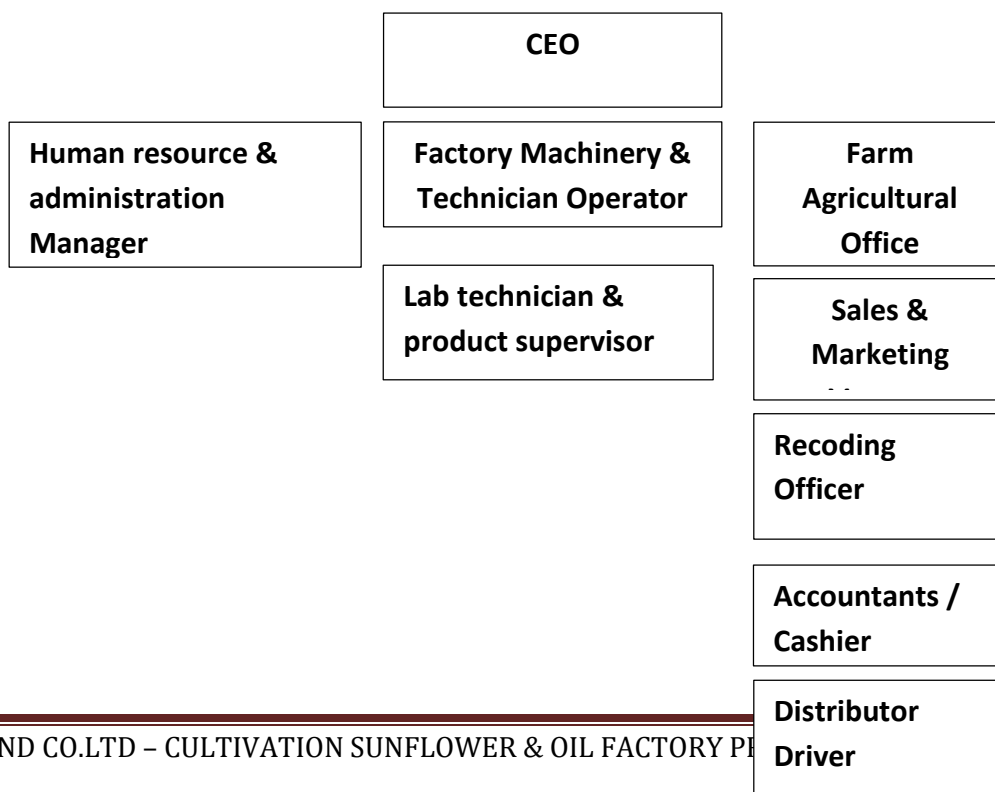 CEO
Human resource &
administration
Manager
Factory Machinery &
Technician Operator
Farm
Agricultural
Office
Lab technician &
product supervisor
Sales &
Marketing
Recoding
Officer
Accountants /
Cashier
Distributor
Driver
CO.LTD – CULTIVATION SUNFLOWER & OIL FACTORY